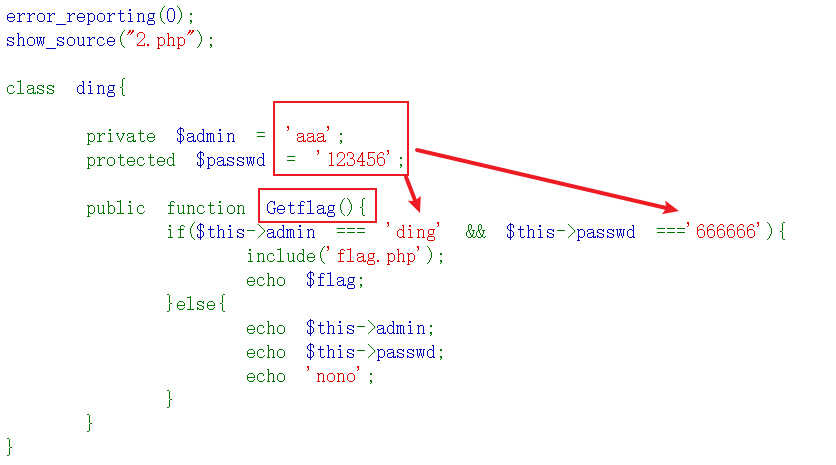 error_reporting(0);
show_source("2.php");
class ding{
private $admin = 'aaa';
protected $passwd = '123456';
public function Getflag(){
if($this->admin === 'ding' && $this->passwd ==='666666'){
include('flag.php');
echo $flag;
}else{
echo $this->admin;
echo $this->passwd;
echo 'nono';
}
}
}